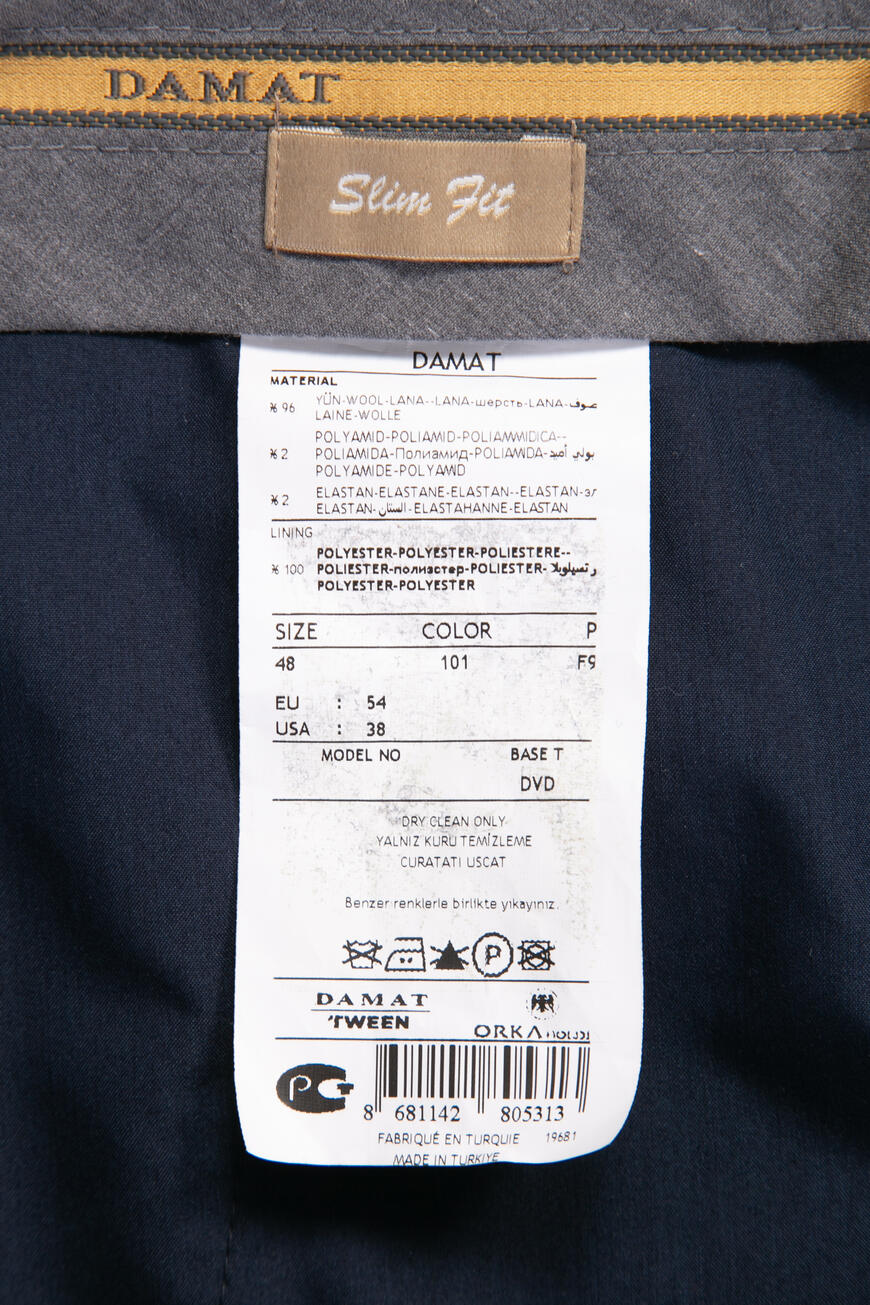 DAMAT
Slim Fit
DAMAT
MATERIAL
% 96 YÜN-WOOL-LANA--LANA-шерсть-LANA-صوف
LAINE-WOLLE
% 2 POLYAMID-POLIAMID-POLIAMMIDICA--
POLIAMIDA-Полиамид-POLIAMIDA-بولي أميد
POLYAMIDE-POLYAMID
% 2 ELASTAN-ELASTANE-ELASTAN--ELASTAN-эл
ELASTAN-الستان-ELASTAHANNE-ELASTAN
LINING
% 100 POLYESTER-POLYESTER-POLIESTERE--
POLIESTER-полиэстер-POLIESTER-
POLYESTER-POLYESTER
SIZE COLOR P
48 101 F9
EU : 54
USA : 38
MODEL NO BASE T
DVD
DRY CLEAN ONLY
YALNIZ KURU TEMİZLEME
CURATATI USCAT
Benzer renklerle birlikte yıkayınız.
P
DAMAT
'TWEEN
ORKA
8 681142 805313
FABRIQUÉ EN TURQUIE 19681
MADE IN TURKIYE